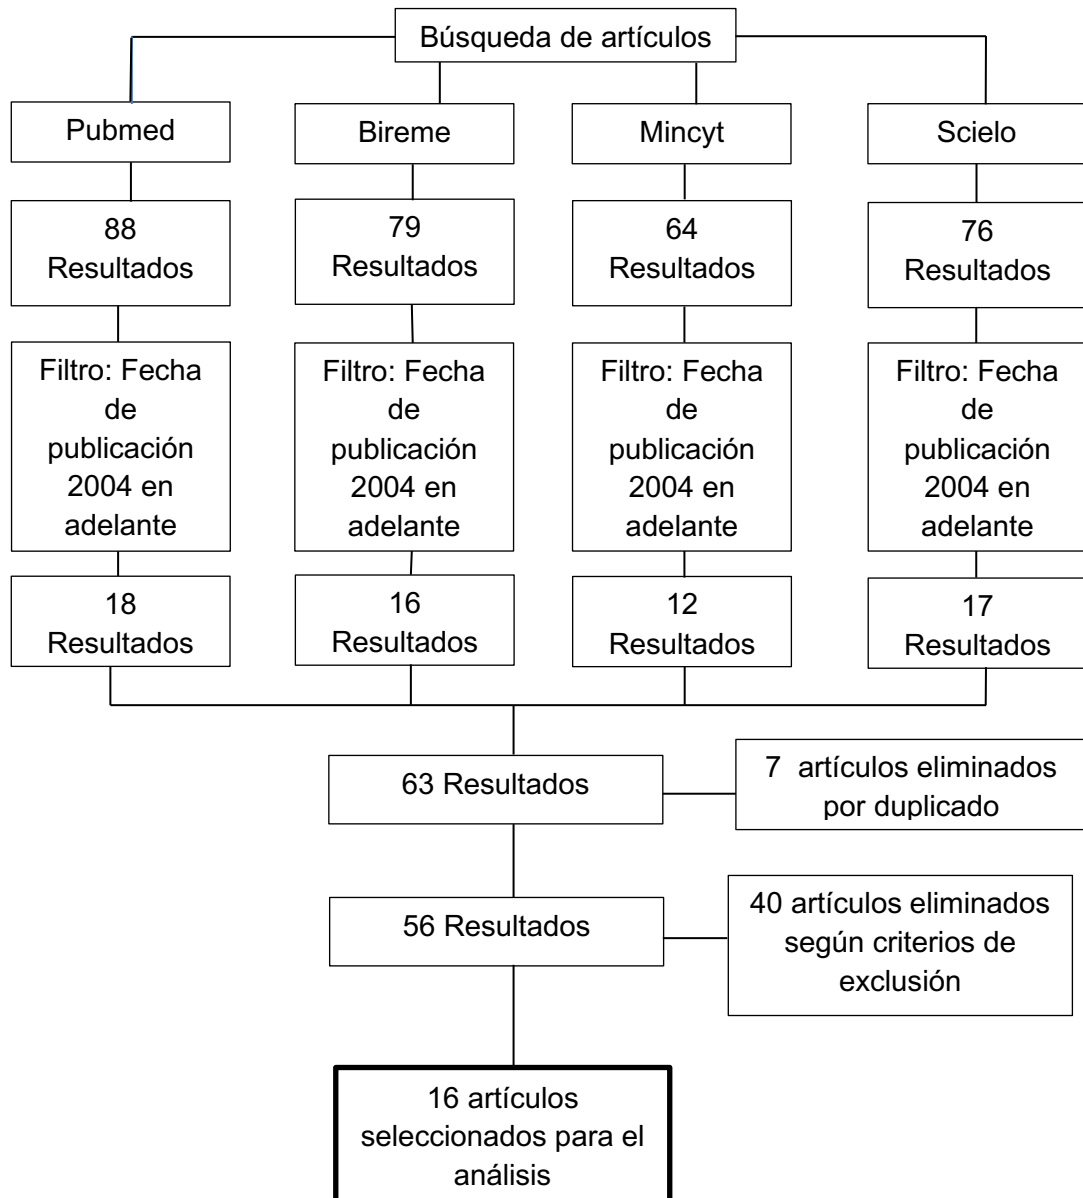 Búsqueda de artículos
Pubmed
Bireme
Mincyt
Scielo
88
Resultados
79
Resultados
64
Resultados
76
Resultados
Filtro: Fecha
de
publicación
2004 en
adelante
Filtro: Fecha
de
publicación
2004 en
adelante
Filtro: Fecha
de
publicación
2004 en
adelante
Filtro: Fecha
de
publicación
2004 en
adelante
18
Resultados
16
Resultados
12
Resultados
17
Resultados
63 Resultados
7 artículos eliminados
por duplicado
56 Resultados
40 artículos eliminados
según criterios de
exclusión
16 artículos
seleccionados para el
análisis